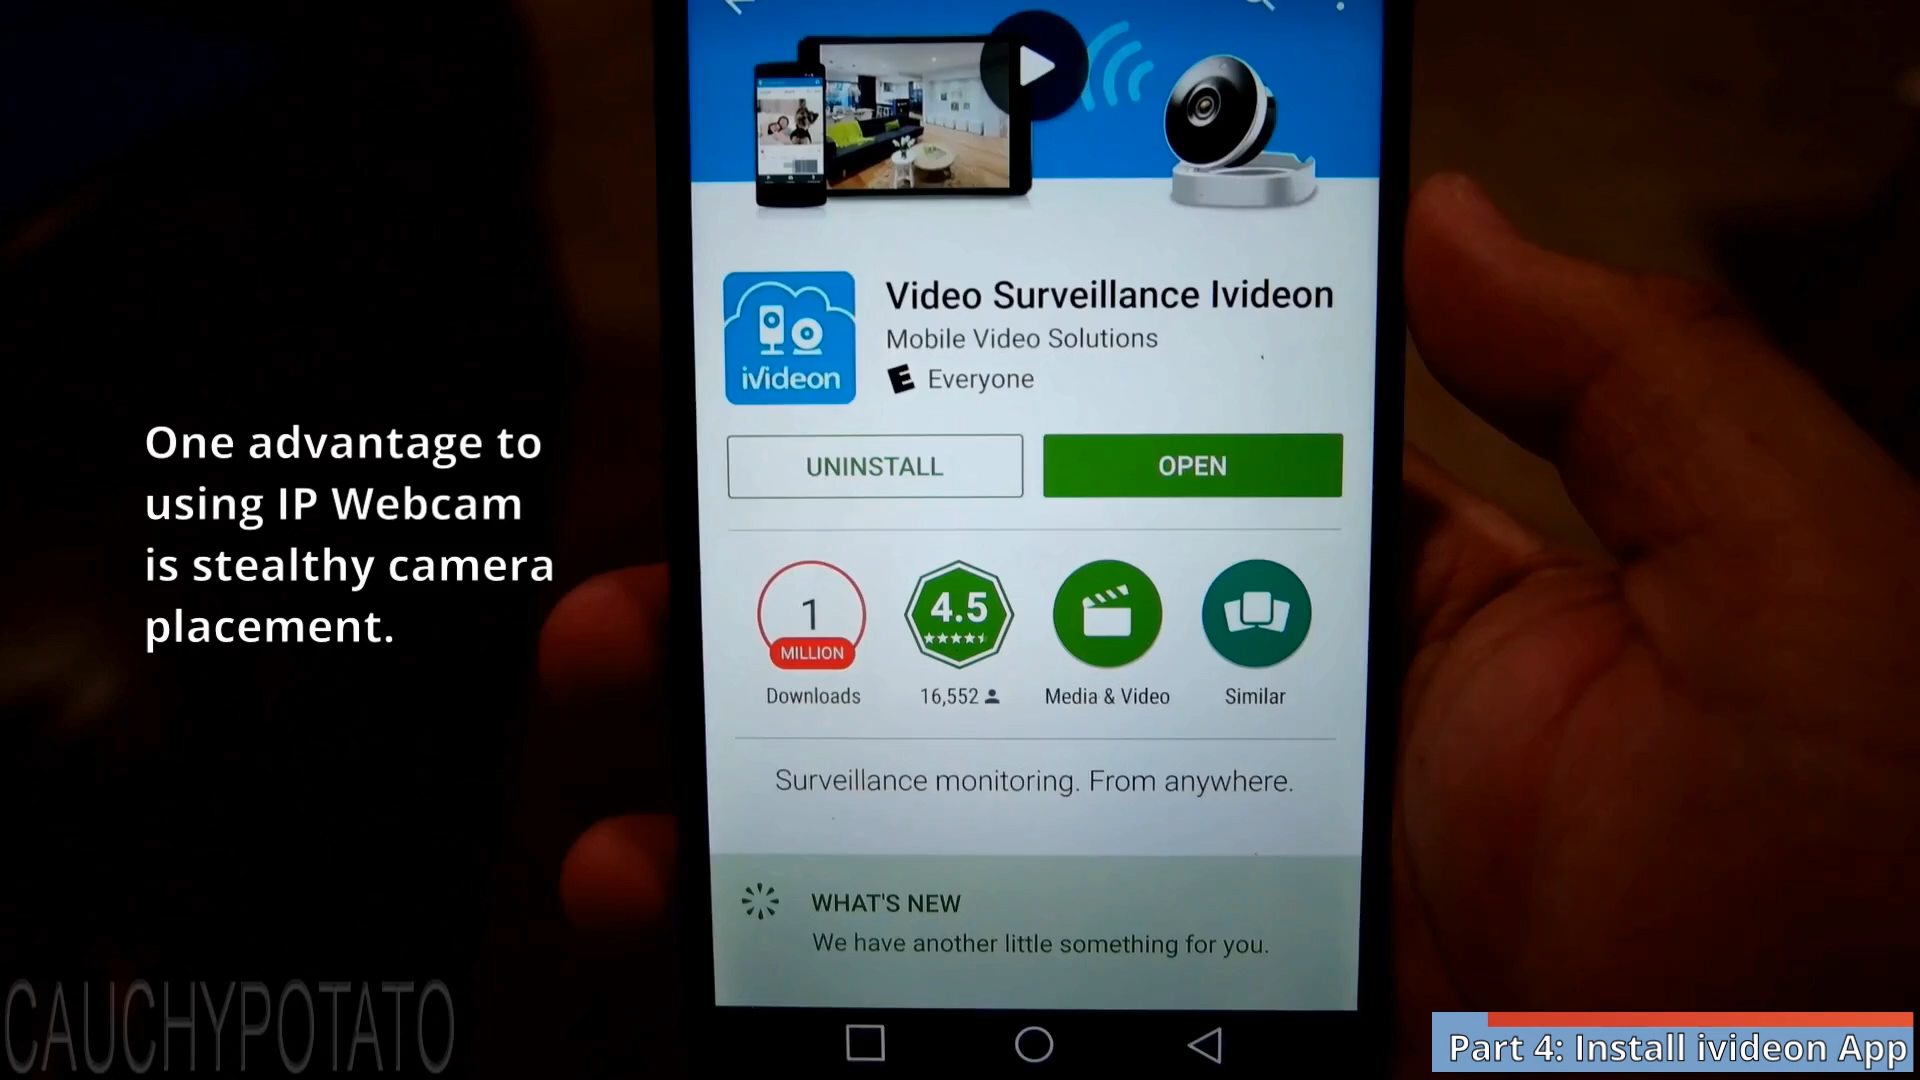 Video Surveillance Ivideon
Mobile Video Solutions
E Everyone
iVideon
UNINSTALL
OPEN
1
MILLION
Downloads
4.5
16,552
Media & Video
Similar
Surveillance monitoring. From anywhere.
WHAT'S NEW
We have another little something for you.
One advantage to
using IP Webcam
is stealthy camera
placement.
CAUCHYPOTATO
Part 4: Install ivideon App